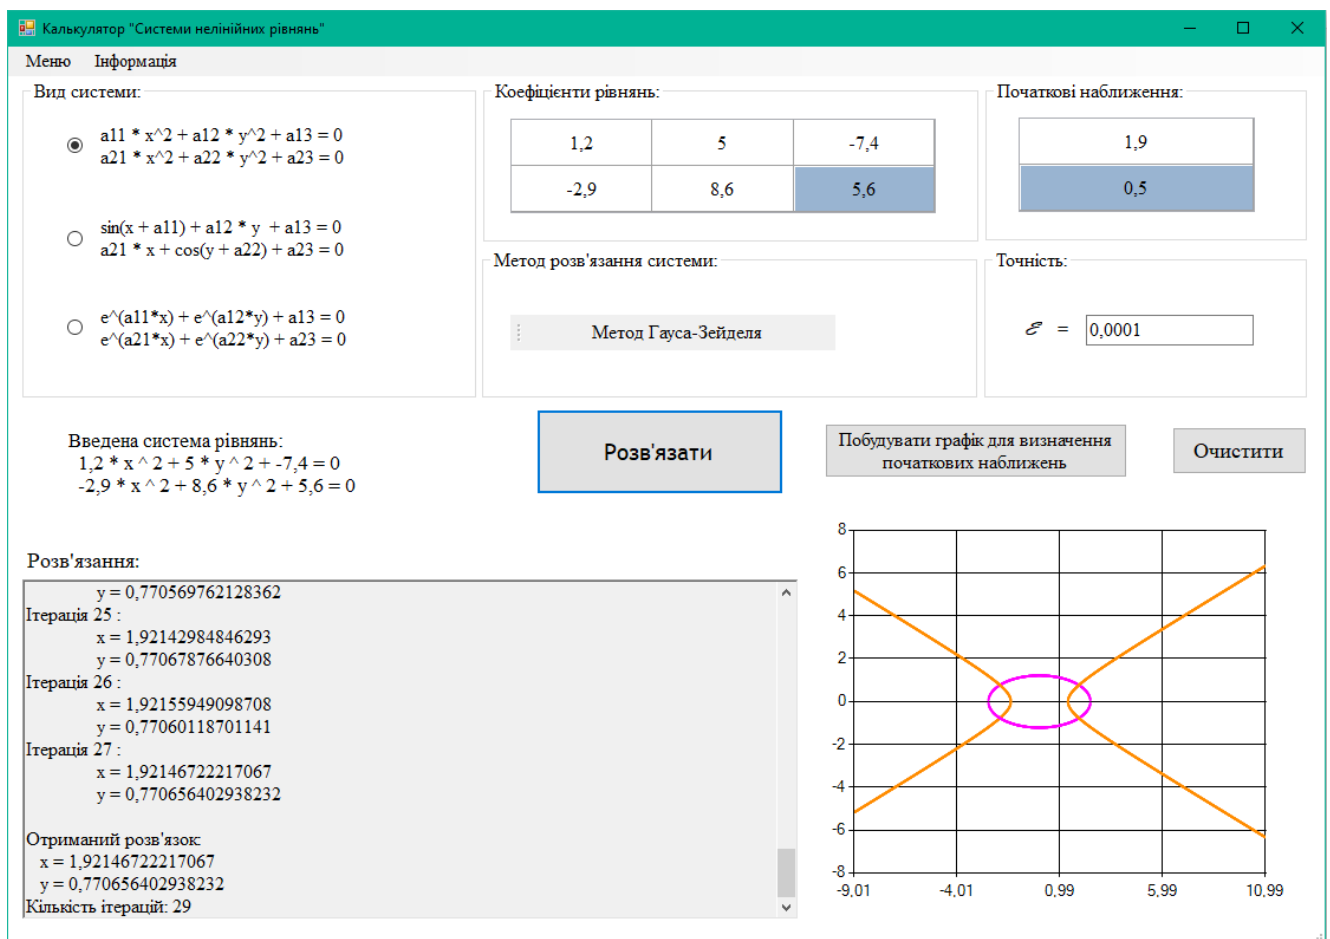 Калькулятор "Системи нелінійних рівнянь"
Меню Інформація
Вид системи:
a11 * x^2 + a12 * y^2 + a13 = 0
a21 * x^2 + a22 * y^2 + a23 = 0
sin(x + a11) + a12 * y + a13 = 0
a21 * x + cos(y + a22) + a23 = 0
e^(a11*x) + e^(a12*y) + a13 = 0
e^(a21*x) + e^(a22*y) + a23 = 0
Коефіцієнти рівнянь:
1,2 5 -7,4
-2,9 8,6 5,6
Початкові наближення:
1,9
0,5
Метод розв'язання системи:
Метод Гауса-Зейделя
Точність:
ℰ = 0,0001
Введена система рівнянь:
1,2 * x ^ 2 + 5 * y ^ 2 + -7,4 = 0
-2,9 * x ^ 2 + 8,6 * y ^ 2 + 5,6 = 0
Розв'язати
Побудувати графік для визначення
початкових наближень
Очистити
Розв'язання:
y = 0,770569762128362
Ітерація 25 :
x = 1,92142984846293
y = 0,77067876640308
Ітерація 26 :
x = 1,92155949098708
y = 0,77060118701141
Ітерація 27 :
x = 1,92146722217067
y = 0,770656402938232
Отриманий розв'язок:
x = 1,92146722217067
y = 0,770656402938232
Кількість ітерацій: 29
8
6
4
2
0
-2
-4
-6
-8
-9,01 -4,01 0,99 5,99 10,99